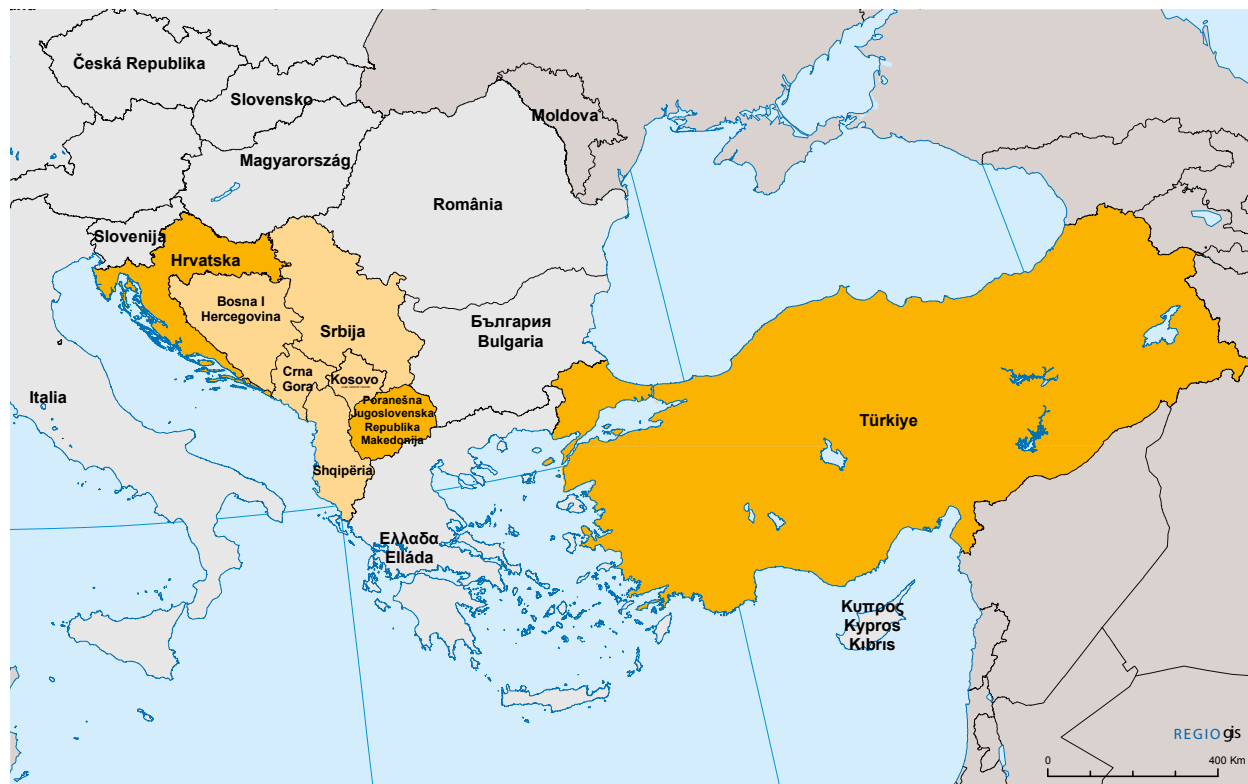 Česká Republika
Slovensko
Moldova
Magyarország
România
Slovenija
Hrvatska
Bosna I
Hercegovina
Srbija
България
Bulgaria
Crna
Gora
Kosovo
Italia
Poranešna
Jugoslovenska
Republika
Makedonija
Türkiye
Shqipëria
Ελλαδα
Elláda
Κυπρος
Kypros
Kıbrıs
REGIOgis
0 400 Km